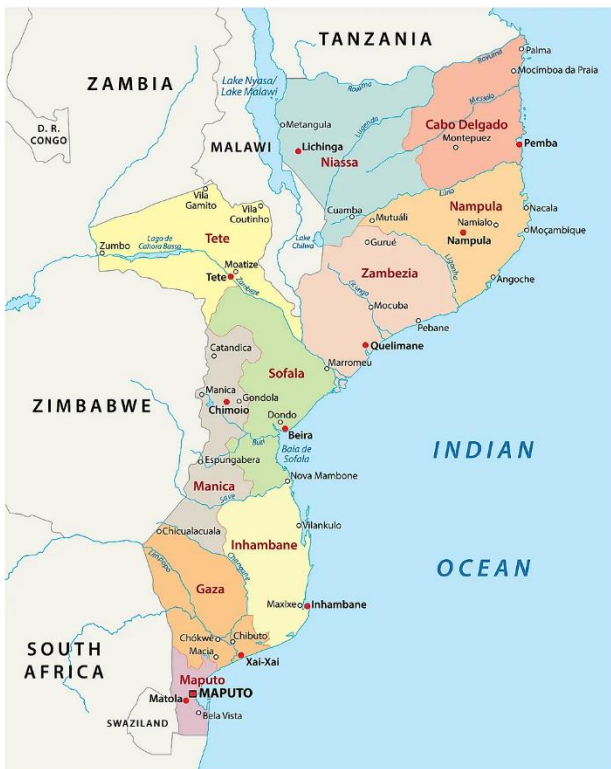 TANZANIA
Palma
Rovuma
Mocímboa da Praia
ZAMBIA
Lake Nyasa/
Lake Malawi
Rovuma
Messalo
Lugenda
Metangula
Cabo Delgado
Montepuez
D. R.
CONGO
MALAWI
Lichinga
Niassa
Pemba
Lúrio
Vila
Gamito
Vila
Coutinho
Nampula
Cuamba
Mutuáli
Namialo
Nacala
Nampula
Moçambique
Tete
Lake
Chilwa
Gurué
Zumbo
Lago de
Cahora Bassa
Moatize
Tete
Zambezia
Ligonha
Angoche
Zambeze
Mocuba
Pebane
Catandica
Quelimane
Marromeu
Sofala
Manica
Gondola
ZIMBABWE
Chimoio
Dondo
Beira
INDIAN
Buzi
Baia de
Sofala
Espungabera
Manica
Nova Mambone
Save
Chicualacuala
Vilankulo
Inhambane
Limpopo
Changane
OCEAN
Gaza
Maxixe
Inhambane
SOUTH
AFRICA
Chókwè
Chibuto
Macia
Xai-Xai
Maputo
MAPUTO
Matola
SWAZILAND
Bela Vista